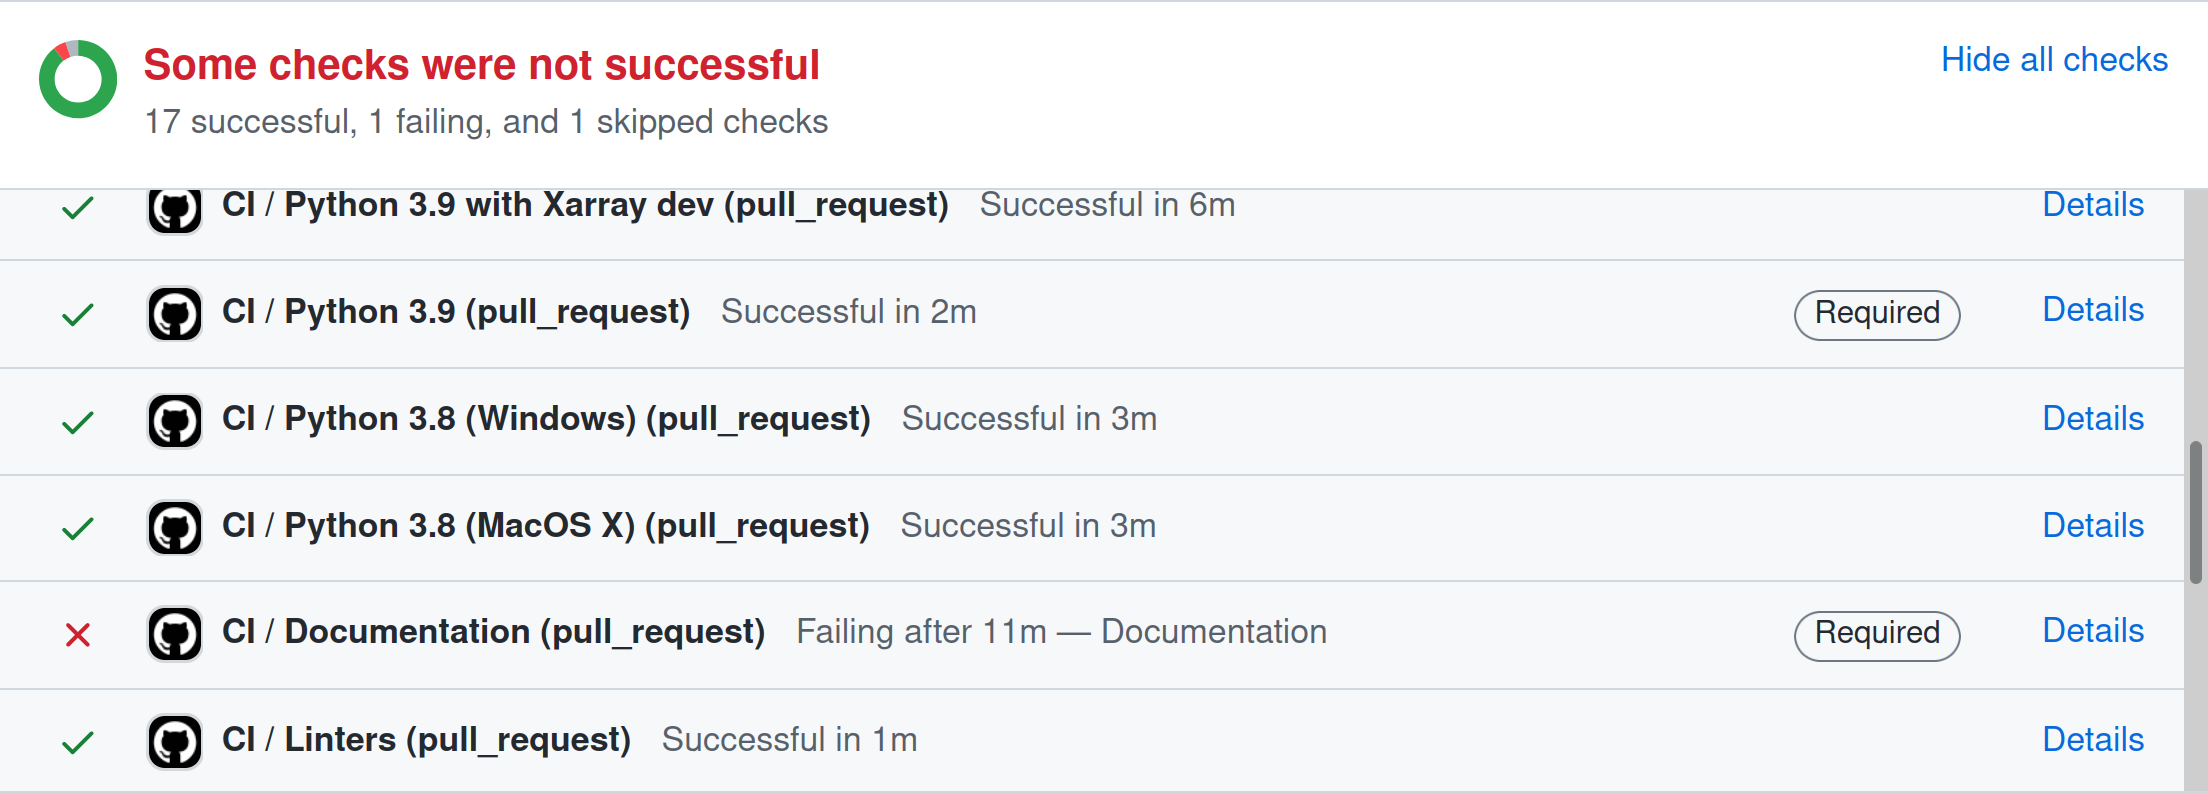 Some checks were not successful
Hide all checks
17 successful, 1 failing, and 1 skipped checks
CI / Python 3.9 with Xarray dev (pull_request) Successful in 6m Details
CI / Python 3.9 (pull_request) Successful in 2m Required Details
CI / Python 3.8 (Windows) (pull_request) Successful in 3m Details
CI / Python 3.8 (MacOS X) (pull_request) Successful in 3m Details
CI / Documentation (pull_request) Failing after 11m — Documentation Required Details
CI / Linters (pull_request) Successful in 1m Details